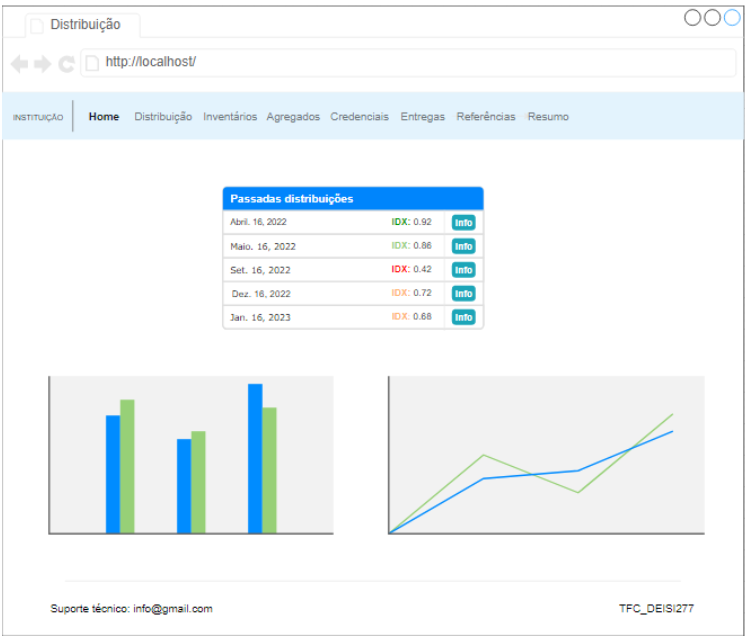 Distribuição
http://localhost/
INSTITUIÇÃO Home Distribuição Inventários Agregados Credenciais Entregas Referências Resumo
Passadas distribuições
Abril. 16, 2022 IDX: 0.92 Info
Maio. 16, 2022 IDX: 0.86 Info
Set. 16, 2022 IDX: 0.42 Info
Dez. 16, 2022 IDX: 0.72 Info
Jan. 16, 2023 IDX: 0.68 Info
Suporte técnico: info@gmail.com TFC_DEISI277